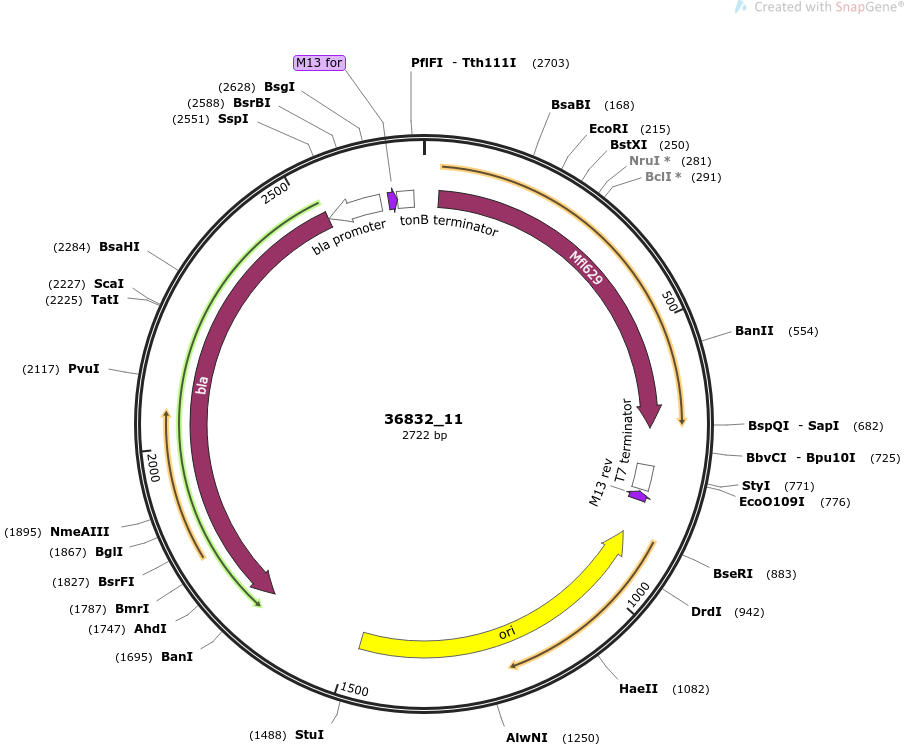 Created with SnapGene®
M13 for
PflFI - Tth111I (2703)
(2628) BsgI
(2588) BsrBI
(2551) SspI
BsaBI (168)
EcoRI (215)
BstXI (250)
NruI * (281)
BclI * (291)
2500
bla promoter
tonB terminator
Mfl629
500
(2284) BsaHI
(2227) ScaI
(2225) TatI
(2117) PvuI
BanII (554)
bla
36832_11
2722 bp
T7 terminator
M13 rev
BspQI - SapI (682)
BbvCI - Bpu10I (725)
StyI (771)
EcoO109I (776)
2000
(1895) NmeAIII
(1867) BglI
(1827) BsrFI
(1787) BmrI
(1747) AhdI
(1695) BanI
BseRI (883)
1000
DrdI (942)
ori
HaeII (1082)
1500
(1488) StuI
AlwNI (1250)